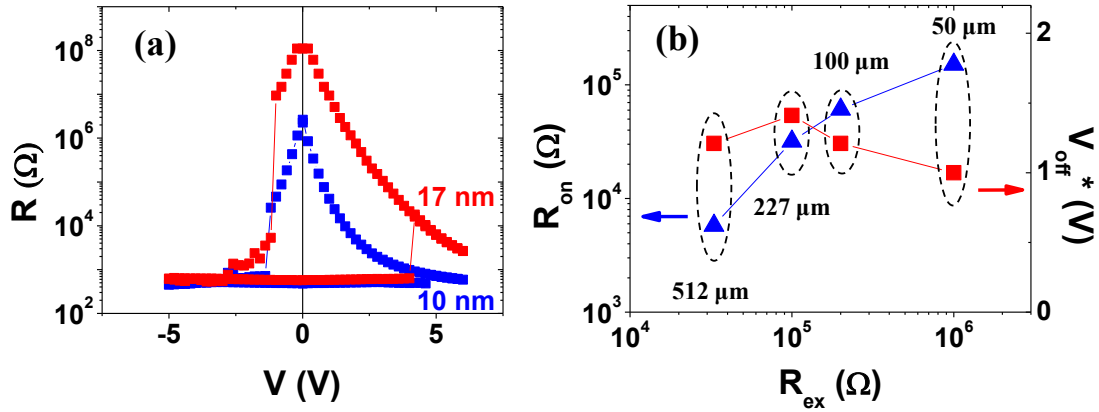 (a)
R (Ω)
10⁸
10⁶
10⁴
10²
17 nm
10 nm
-5 0 5
V (V)
(b)
R_on (Ω)
10⁵
10⁴
10³
50 µm
100 µm
227 µm
512 µm
2
1
0
V_off* (V)
10⁴ 10⁵ 10⁶
R_ex (Ω)